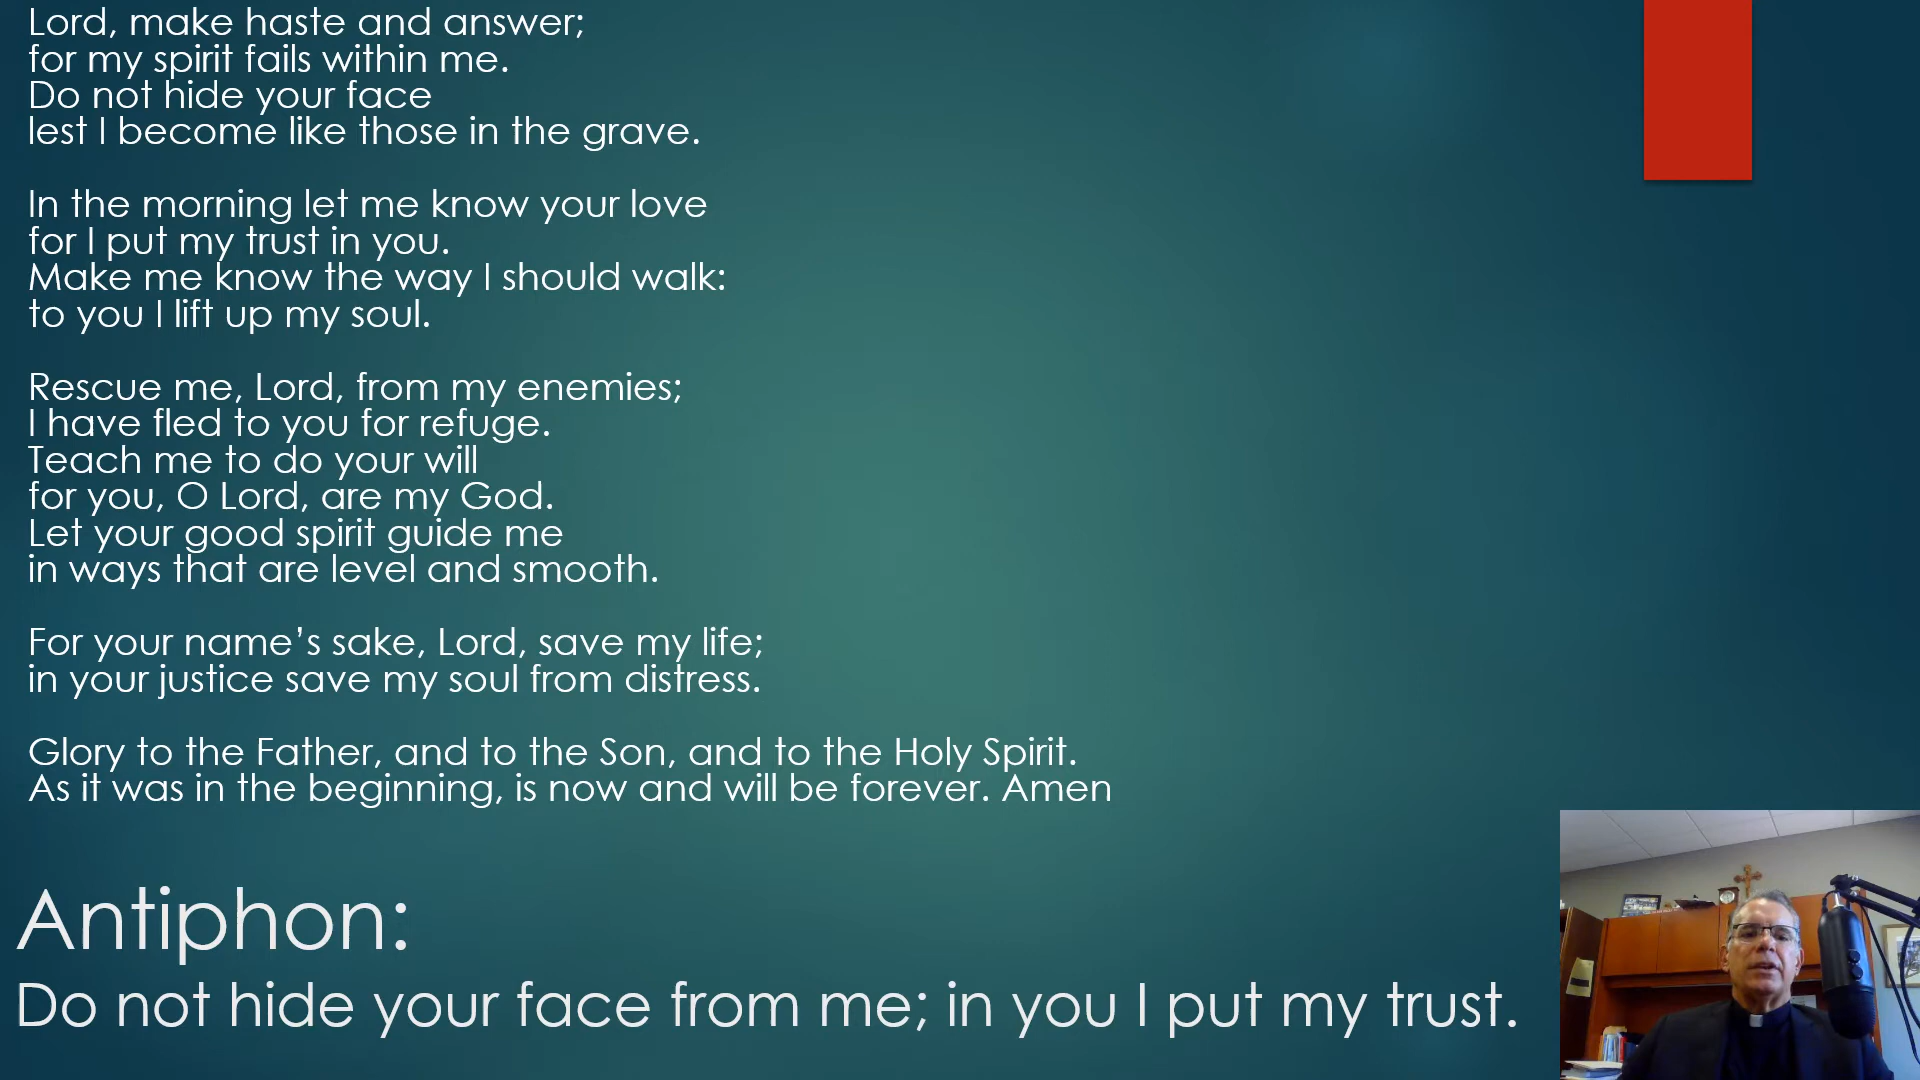 Lord, make haste and answer;
for my spirit fails within me.
Do not hide your face
lest I become like those in the grave.
In the morning let me know your love
for I put my trust in you.
Make me know the way I should walk:
to you I lift up my soul.
Rescue me, Lord, from my enemies;
I have fled to you for refuge.
Teach me to do your will
for you, O Lord, are my God.
Let your good spirit guide me
in ways that are level and smooth.
For your name’s sake, Lord, save my life;
in your justice save my soul from distress.
Glory to the Father, and to the Son, and to the Holy Spirit.
As it was in the beginning, is now and will be forever. Amen
Antiphon:
Do not hide your face from me; in you I put my trust.